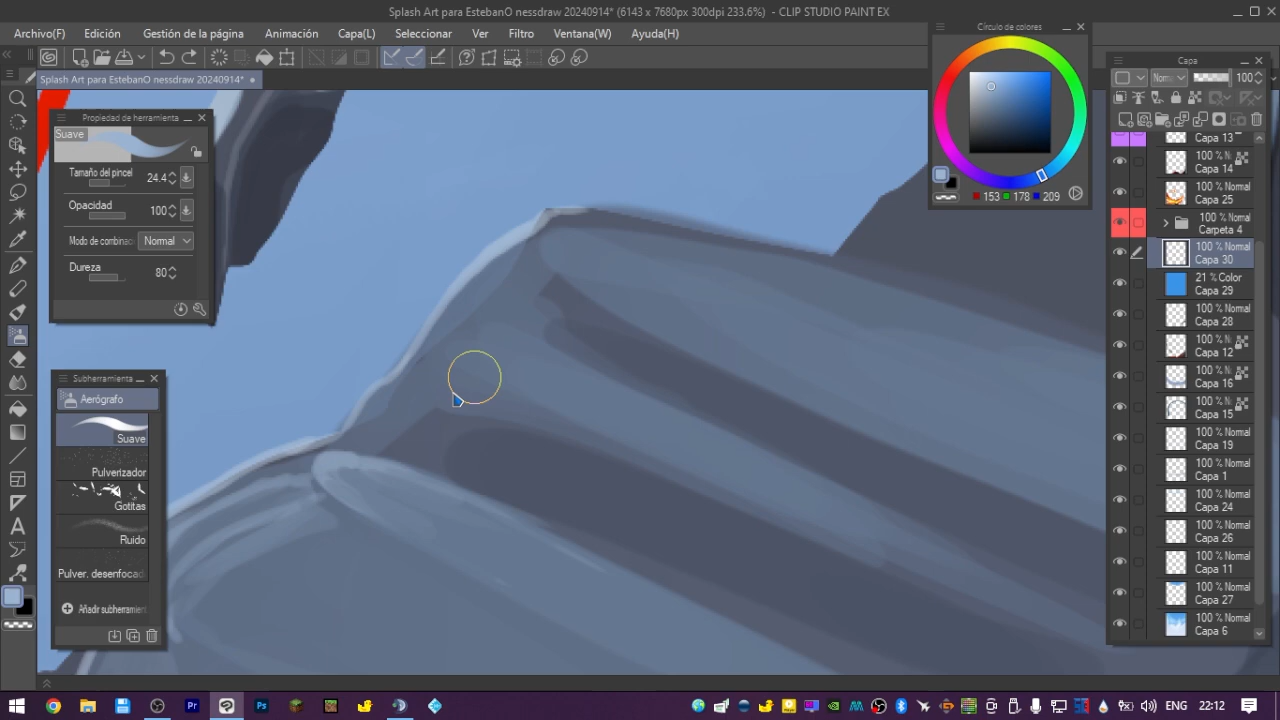 Splash Art para EstebanO nessdraw 20240914* (6143 x 7680px 300dpi 233.6%) - CLIP STUDIO PAINT EX
Archivo(F) Edición Gestión de la página Animación Capa(L) Seleccionar Ver Filtro Ventana(W) Ayuda(H)
Splash Art para EstebanO nessdraw 20240914*
Propiedad de herramienta
Suave
Tamaño del pincel 24.4
Opacidad 100
Modo de combinac Normal
Dureza 80
Subherramienta
Aerógrafo
Suave
Pulverizador
Gotitas
Ruido
Pulver. desenfocad
Añadir subherramient
Círculo de colores
153 178 209
Capa
Norm 100
Capa 13
100 % N.
Capa 14
100 % N
Capa 25
100 % Normal
Carpeta 4
100 % Normal
Capa 30
21 % Color
Capa 29
100 % Normal
Capa 28
100 % N
Capa 12
100 % N
Capa 16
100 % N
Capa 15
100 % Normal
Capa 19
100 % Normal
Capa 1
100 % Normal
Capa 24
100 % Normal
Capa 26
100 % Normal
Capa 11
100 % Normal
Capa 27
100 % Normal
Capa 6
Pr
Ps
ENG 22:12